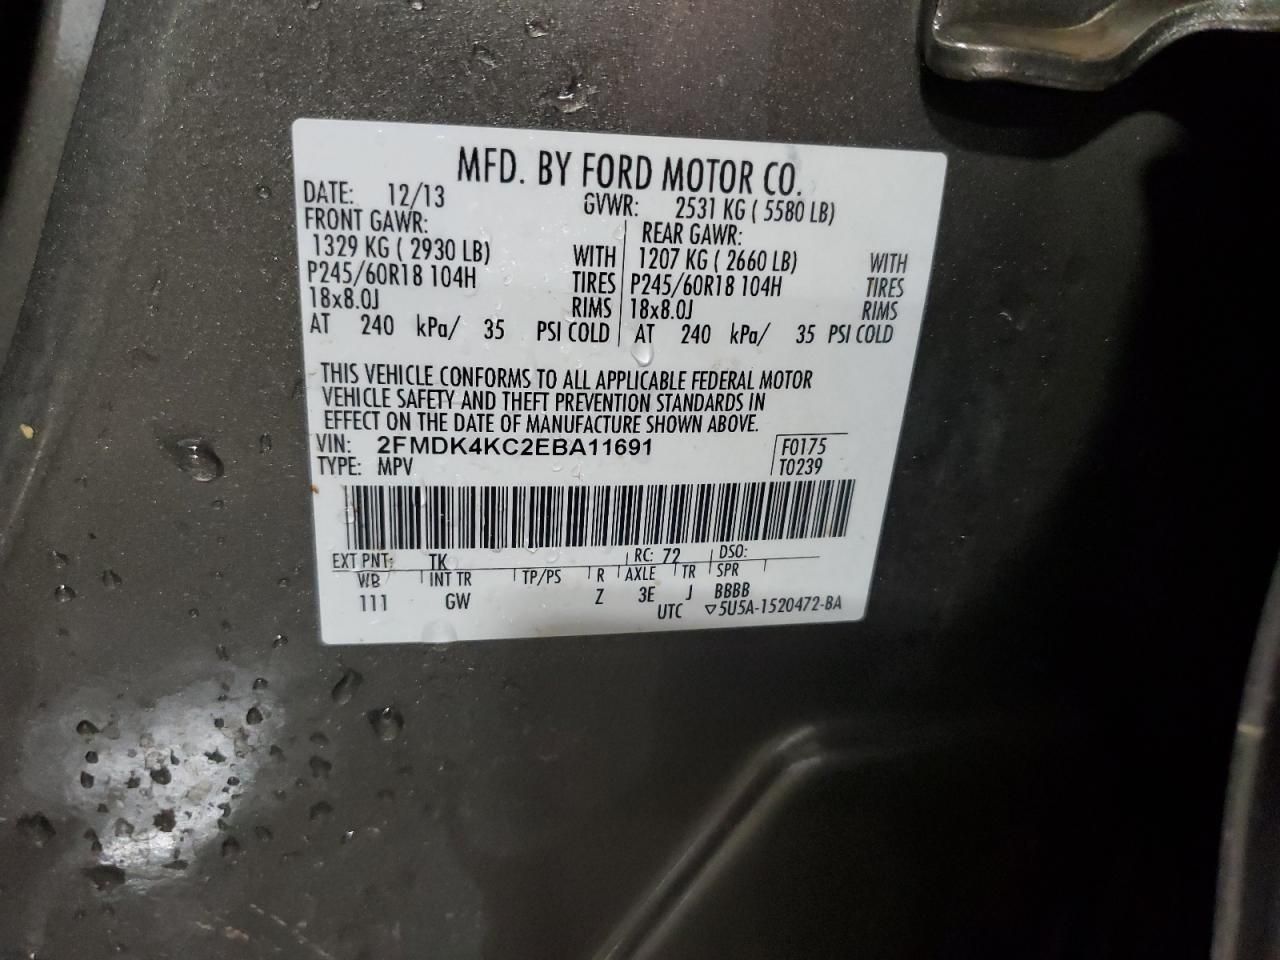 MFD. BY FORD MOTOR CO.
DATE: 12/13 GVWR: 2531 KG ( 5580 LB)
FRONT GAWR: REAR GAWR:
1329 KG ( 2930 LB) WITH 1207 KG ( 2660 LB) WITH
P245/60R18 104H TIRES P245/60R18 104H TIRES
18x8.0J RIMS 18x8.0J RIMS
AT 240 kPa/ 35 PSI COLD AT 240 kPa/ 35 PSI COLD
THIS VEHICLE CONFORMS TO ALL APPLICABLE FEDERAL MOTOR
VEHICLE SAFETY AND THEFT PREVENTION STANDARDS IN
EFFECT ON THE DATE OF MANUFACTURE SHOWN ABOVE.
VIN: 2FMDK4KC2EBA11691 F0175
TYPE: MPV T0239
EXT PNT: TK RC: 72 DSO:
WB INT TR TP/PS R AXLE TR SPR
111 GW Z 3E J BBBB
UTC ▽5U5A-1520472-BA